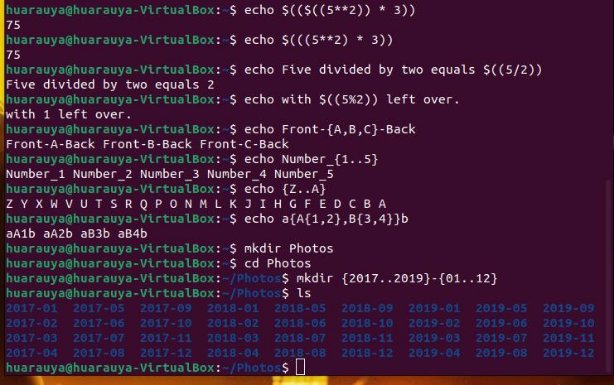 huarauya@huarauya-VirtualBox:~$ echo $(($((5**2)) * 3))
75
huarauya@huarauya-VirtualBox:~$ echo $(((5**2) * 3))
75
huarauya@huarauya-VirtualBox:~$ echo Five divided by two equals $((5/2))
Five divided by two equals 2
huarauya@huarauya-VirtualBox:~$ echo with $((5%2)) left over.
with 1 left over.
huarauya@huarauya-VirtualBox:~$ echo Front-{A,B,C}-Back
Front-A-Back Front-B-Back Front-C-Back
huarauya@huarauya-VirtualBox:~$ echo Number_{1..5}
Number_1 Number_2 Number_3 Number_4 Number_5
huarauya@huarauya-VirtualBox:~$ echo {Z..A}
Z Y X W V U T S R Q P O N M L K J I H G F E D C B A
huarauya@huarauya-VirtualBox:~$ echo a{A{1,2},B{3,4}}b
aA1b aA2b aB3b aB4b
huarauya@huarauya-VirtualBox:~$ mkdir Photos
huarauya@huarauya-VirtualBox:~$ cd Photos
huarauya@huarauya-VirtualBox:~/Photos$ mkdir {2017..2019}-{01..12}
huarauya@huarauya-VirtualBox:~/Photos$ ls
2017-01 2017-05 2017-09 2018-01 2018-05 2018-09 2019-01 2019-05 2019-09
2017-02 2017-06 2017-10 2018-02 2018-06 2018-10 2019-02 2019-06 2019-10
2017-03 2017-07 2017-11 2018-03 2018-07 2018-11 2019-03 2019-07 2019-11
2017-04 2017-08 2017-12 2018-04 2018-08 2018-12 2019-04 2019-08 2019-12
huarauya@huarauya-VirtualBox:~/Photos$